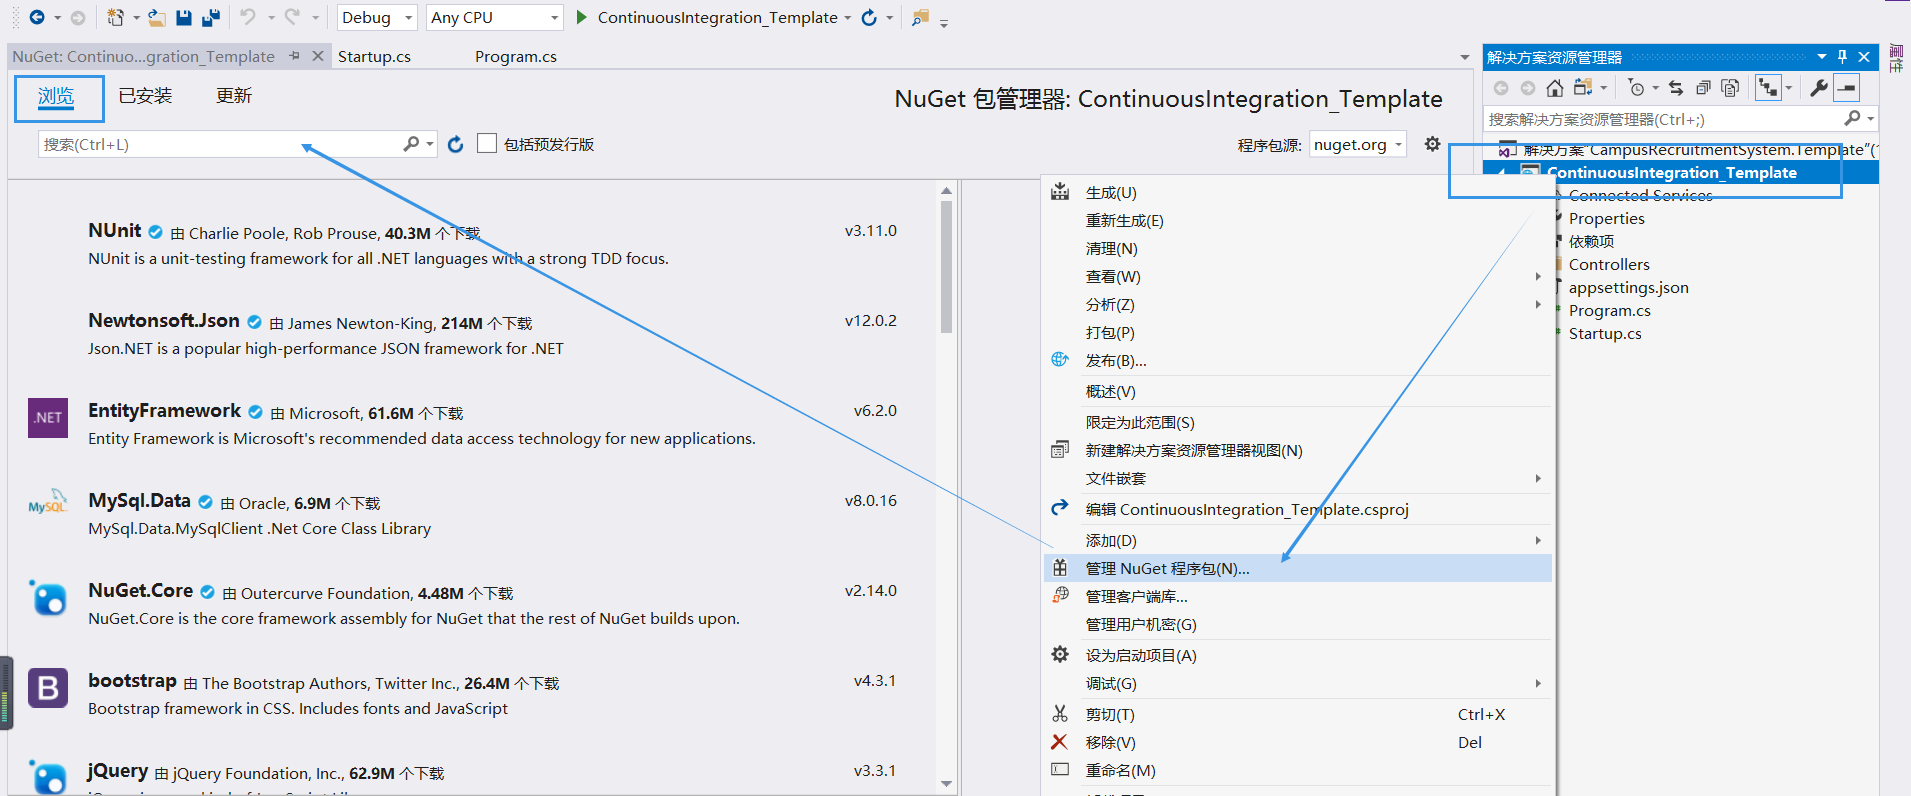 Debug
Any CPU
ContinuousIntegration_Template
NuGet: Continuo...gration_Template
Startup.cs
Program.cs
浏览
已安装
更新
NuGet 包管理器: ContinuousIntegration_Template
搜索(Ctrl+L)
包括预发行版
程序包源:
nuget.org
NUnit 由 Charlie Poole, Rob Prouse, 40.3M 个下载
v3.11.0
NUnit is a unit-testing framework for all .NET languages with a strong TDD focus.
Newtonsoft.Json 由 James Newton-King, 214M 个下载
v12.0.2
Json.NET is a popular high-performance JSON framework for .NET
.NET
EntityFramework 由 Microsoft, 61.6M 个下载
v6.2.0
Entity Framework is Microsoft's recommended data access technology for new applications.
MySQL
MySql.Data 由 Oracle, 6.9M 个下载
v8.0.16
MySql.Data.MySqlClient .Net Core Class Library
NuGet.Core 由 Outercurve Foundation, 4.48M 个下载
v2.14.0
NuGet.Core is the core framework assembly for NuGet that the rest of NuGet builds upon.
B
bootstrap 由 The Bootstrap Authors, Twitter Inc., 26.4M 个下载
v4.3.1
Bootstrap framework in CSS. Includes fonts and JavaScript
jQuery 由 jQuery Foundation, Inc., 62.9M 个下载
v3.3.1
生成(U)
重新生成(E)
清理(N)
查看(W)
分析(Z)
打包(P)
发布(B)...
概述(V)
限定为此范围(S)
新建解决方案资源管理器视图(N)
文件嵌套
编辑 ContinuousIntegration_Template.csproj
添加(D)
管理 NuGet 程序包(N)...
管理客户端库...
管理用户机密(G)
设为启动项目(A)
调试(G)
剪切(T) Ctrl+X
移除(V) Del
重命名(M)
解决方案资源管理器
搜索解决方案资源管理器(Ctrl+;)
解决方案"CampusRecruitmentSystem.Template"(
ContinuousIntegration_Template
Connected Services
Properties
依赖项
Controllers
appsettings.json
Program.cs
Startup.cs
属性